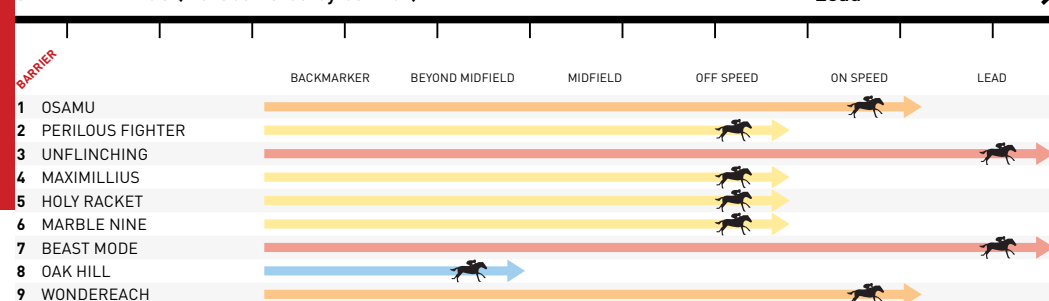 BARRIER
BACKMARKER BEYOND MIDFIELD MIDFIELD OFF SPEED ON SPEED LEAD
1 OSAMU
2 PERILOUS FIGHTER
3 UNFLINCHING
4 MAXIMILLIUS
5 HOLY RACKET
6 MARBLE NINE
7 BEAST MODE
8 OAK HILL
9 WONDEREACH